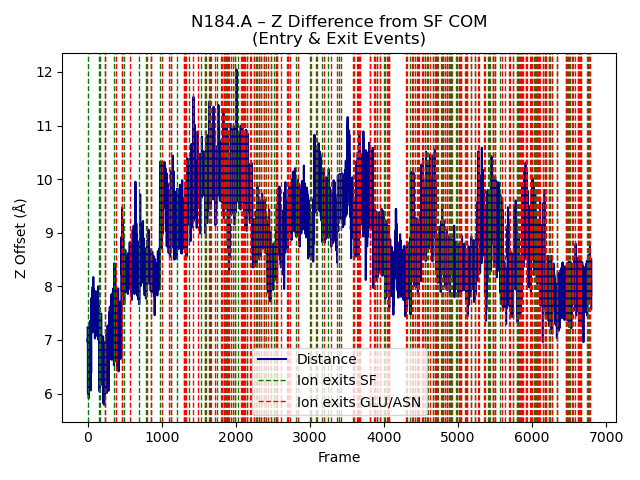 N184.A – Z Difference from SF COM
(Entry & Exit Events)
Z Offset (Å)
12
11
10
9
8
7
6
Distance
Ion exits SF
Ion exits GLU/ASN
0
1000
2000
3000
4000
5000
6000
7000
Frame